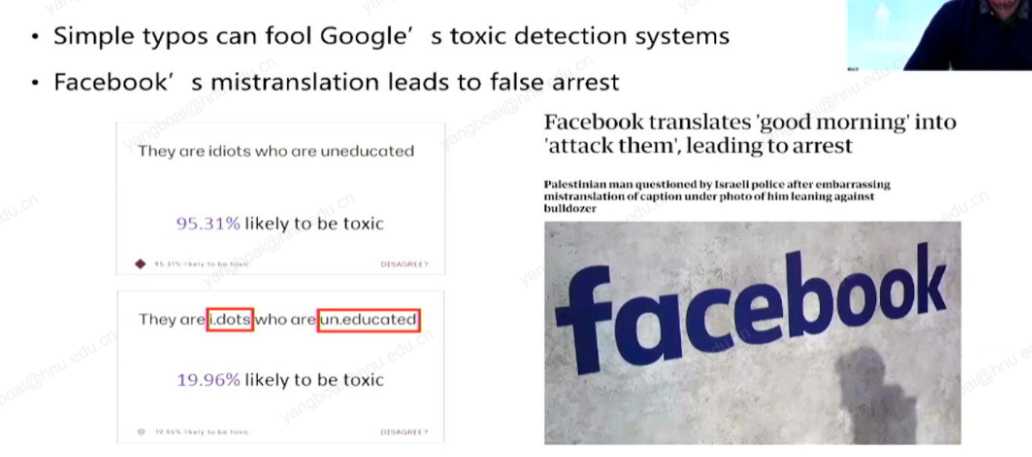 • Simple typos can fool Google’s toxic detection systems
• Facebook’s mistranslation leads to false arrest
They are idiots who are uneducated
95.31% likely to be toxic
95.31% likely to be toxic
DISAGREE?
They are i.dots who are un.educated
19.96% likely to be toxic
19.96% likely to be toxic
DISAGREE?
Facebook translates 'good morning' into
'attack them', leading to arrest
Palestinian man questioned by Israeli police after embarrassing
mistranslation of caption under photo of him leaning against
bulldozer
facebook
yangboai@hnu.edu.cn